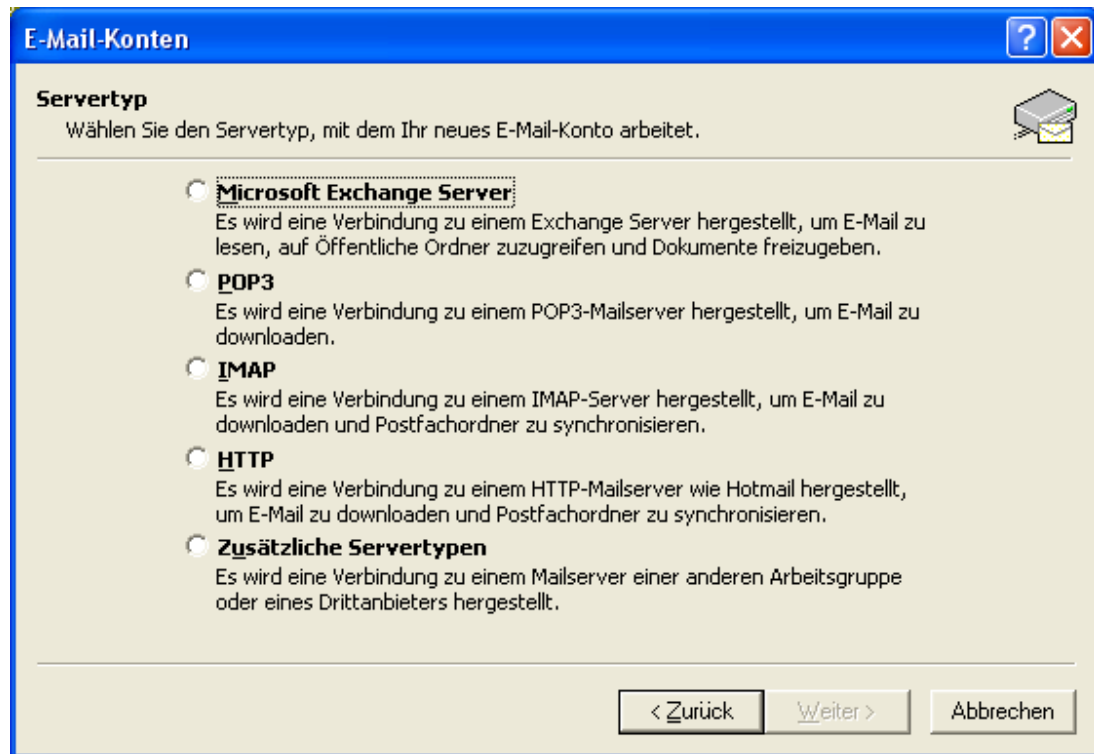 E-Mail-Konten
Servertyp
Wählen Sie den Servertyp, mit dem Ihr neues E-Mail-Konto arbeitet.
Microsoft Exchange Server
Es wird eine Verbindung zu einem Exchange Server hergestellt, um E-Mail zu
lesen, auf Öffentliche Ordner zuzugreifen und Dokumente freizugeben.
POP3
Es wird eine Verbindung zu einem POP3-Mailserver hergestellt, um E-Mail zu
downloaden.
IMAP
Es wird eine Verbindung zu einem IMAP-Server hergestellt, um E-Mail zu
downloaden und Postfachordner zu synchronisieren.
HTTP
Es wird eine Verbindung zu einem HTTP-Mailserver wie Hotmail hergestellt,
um E-Mail zu downloaden und Postfachordner zu synchronisieren.
Zusätzliche Servertypen
Es wird eine Verbindung zu einem Mailserver einer anderen Arbeitsgruppe
oder eines Drittanbieters hergestellt.
< Zurück Weiter > Abbrechen